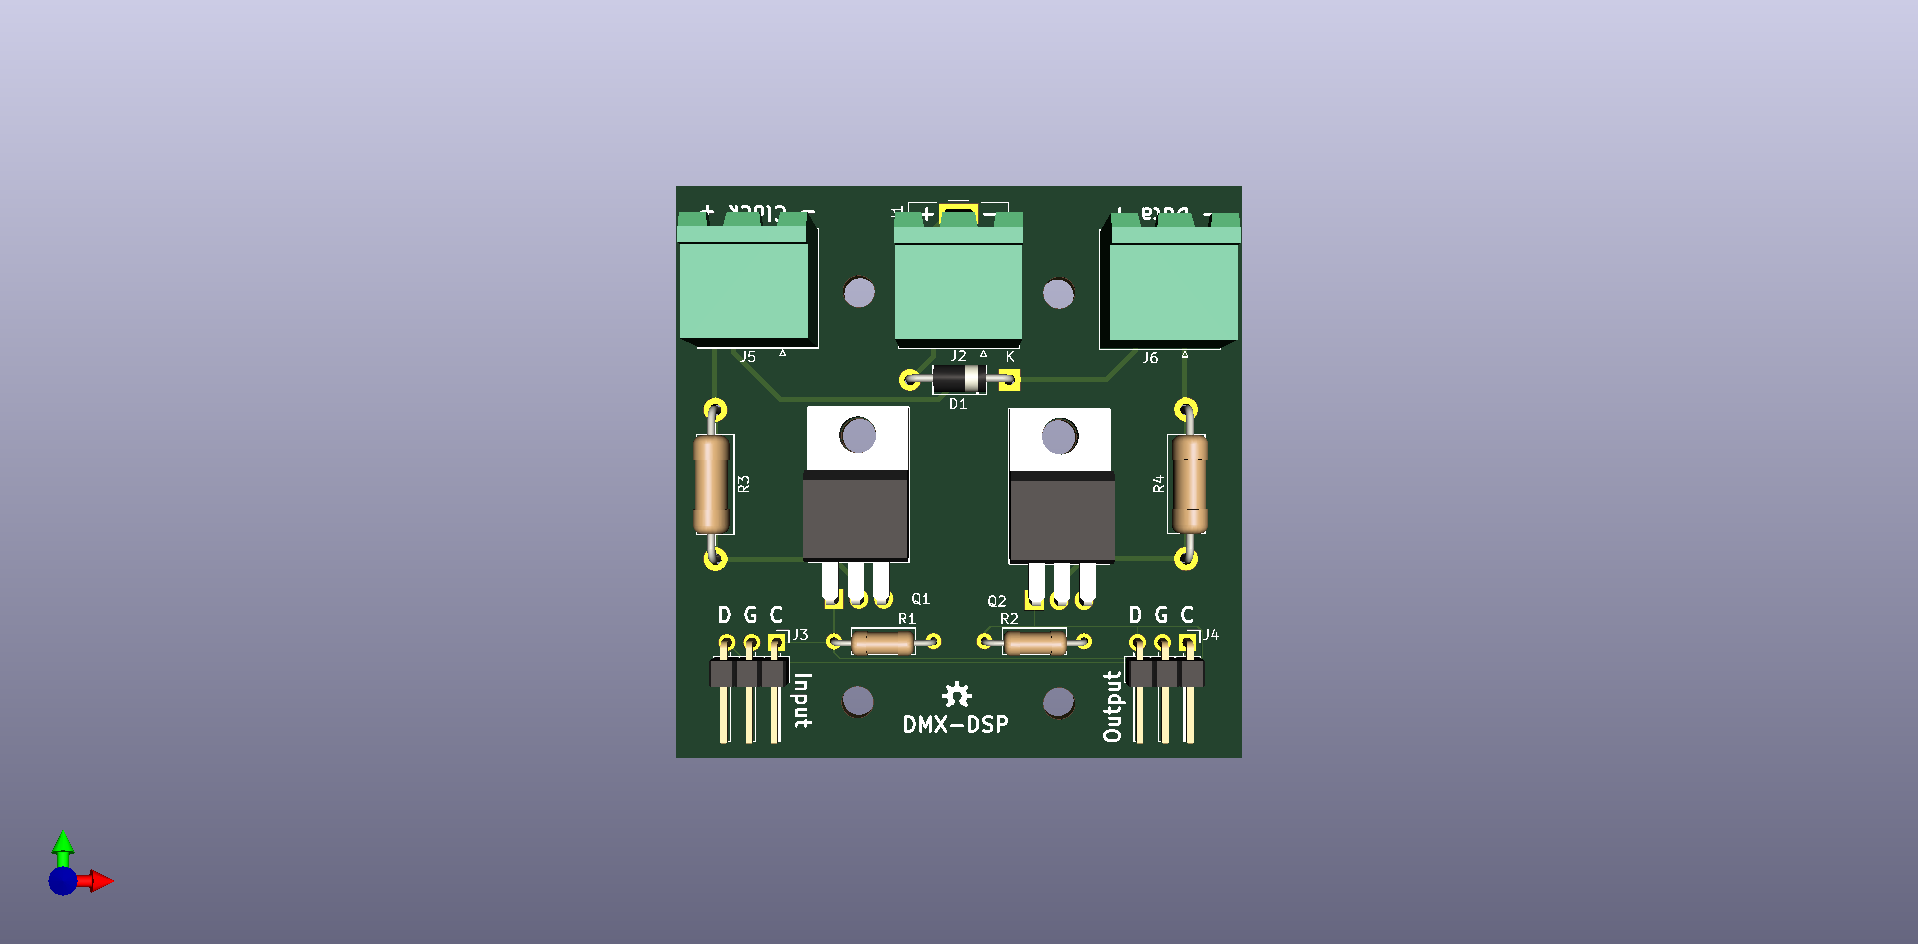 - Clock +
+
-
- Data +
J5
J2
K
J6
D1
R3
R4
Q1
Q2
R1
R2
D G C
D G C
J3
J4
Input
Output
DMX-DSP